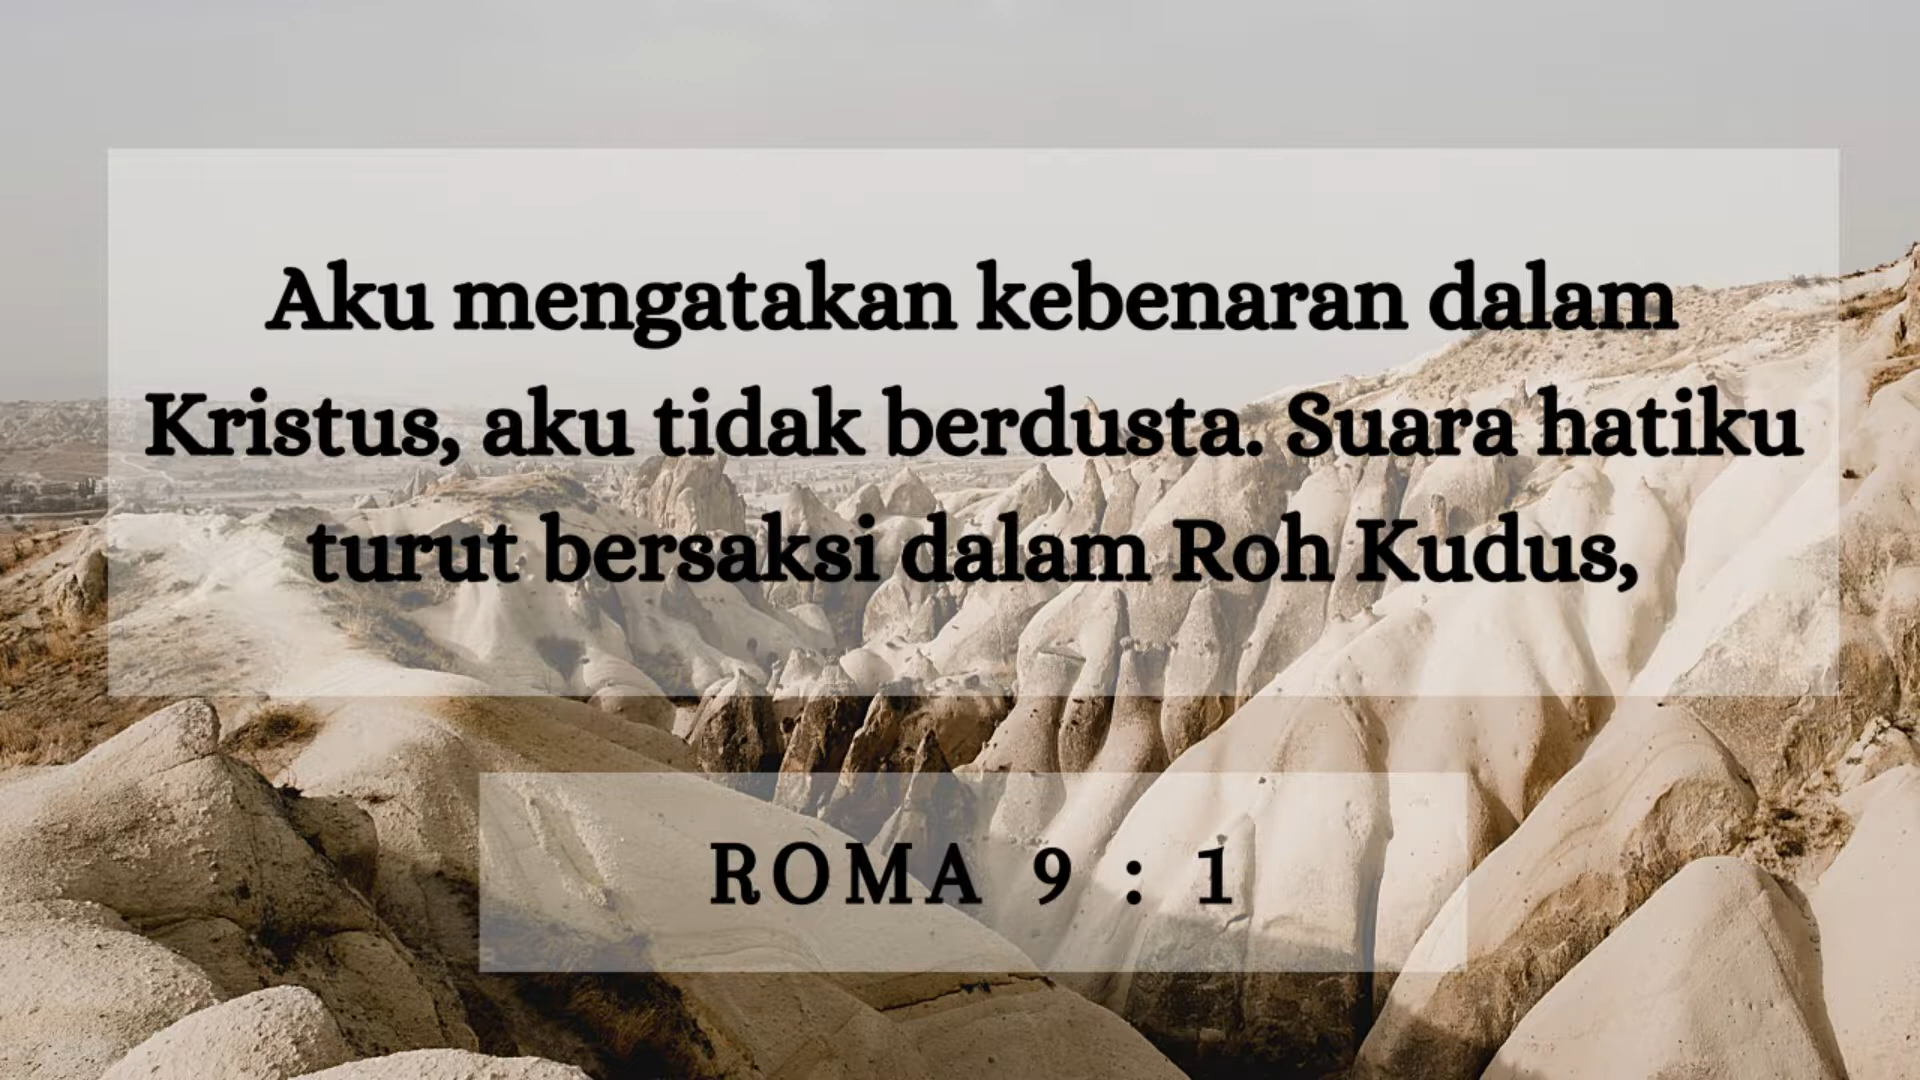 Aku mengatakan kebenaran dalam
Kristus, aku tidak berdusta. Suara hatiku
turut bersaksi dalam Roh Kudus,
ROMA 9 : 1